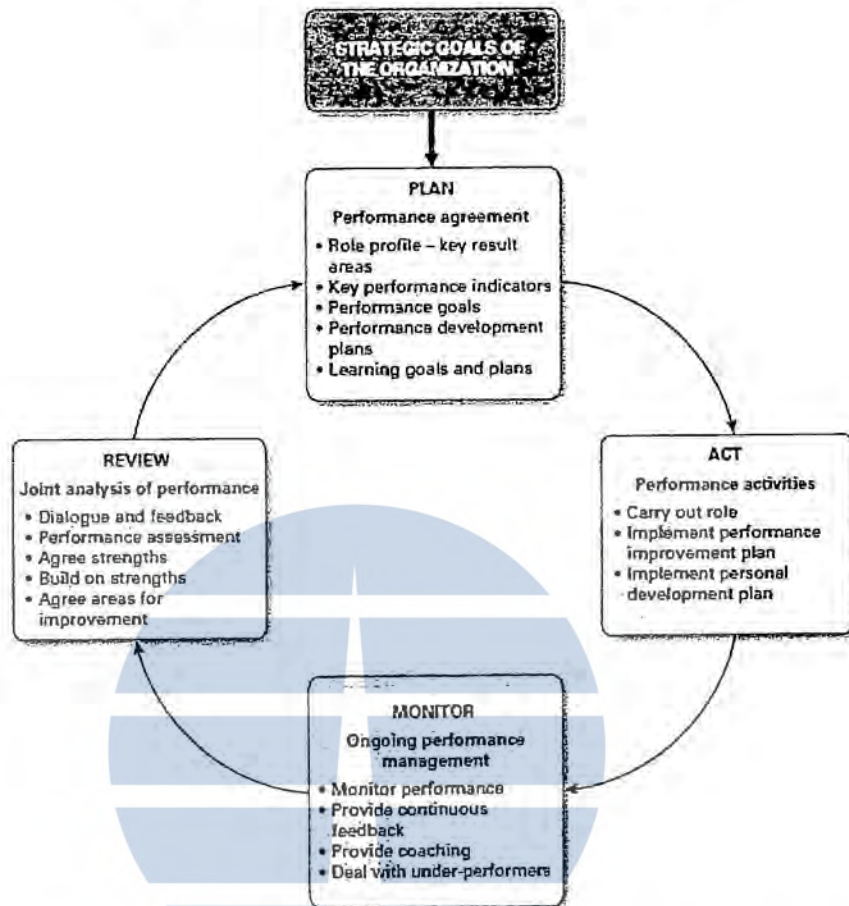 STRATEGIC GOALS OF
THE ORGANIZATION
PLAN
Performance agreement
• Role profile – key result
areas
• Key performance indicators
• Performance goals
• Performance development
plans
• Learning goals and plans
ACT
Performance activities
• Carry out role
• Implement performance
improvement plan
• Implement personal
development plan
REVIEW
Joint analysis of performance
• Dialogue and feedback
• Performance assessment
• Agree strengths
• Build on strengths
• Agree areas for
improvement
MONITOR
Ongoing performance
management
• Monitor performance
• Provide continuous
feedback
• Provide coaching
• Deal with under-performers